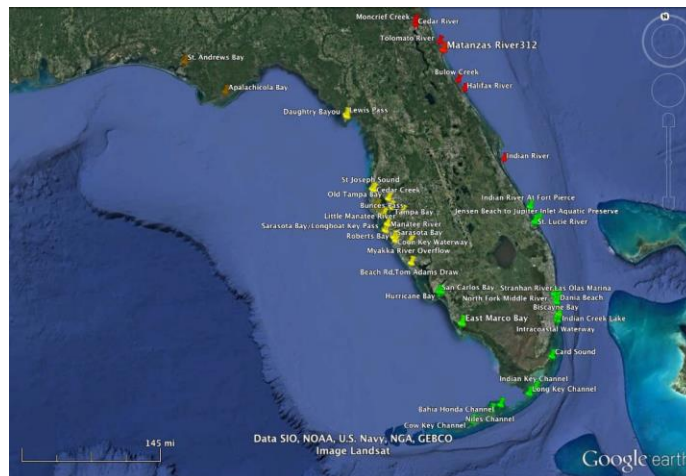 Moncrief Creek
Cedar River
Tolomato River
Matanzas River312
St. Andrews Bay
Bulow Creek
Apalachicola Bay
Halifax River
Daughtry Bayou
Lewis Pass
Indian River
St Joseph Sound
Cedar Creek
Old Tampa Bay
Indian River At Fort Pierce
Bunces Pass
Tampa Bay
Jensen Beach to Jupiter Inlet Aquatic Preserve
Little Manatee River
St. Lucie River
Sarasota Bay/Longboat Key Pass
Manatee River
Sarasota Bay
Roberts Bay
Coon Key Waterway
Myakka River Overflow
Beach Rd,Tom Adams Draw
San Carlos Bay
Stranhan River
Las Olas Marina
Hurricane Bay
North Fork Middle River
Dania Beach
Biscayne Bay
East Marco Bay
Indian Creek Lake
Intracoastal Waterway
Card Sound
Indian Key Channel
Long Key Channel
Bahia Honda Channel
Niles Channel
Cow Key Channel
N
145 mi
Data SIO, NOAA, U.S. Navy, NGA, GEBCO
Image Landsat
Google earth